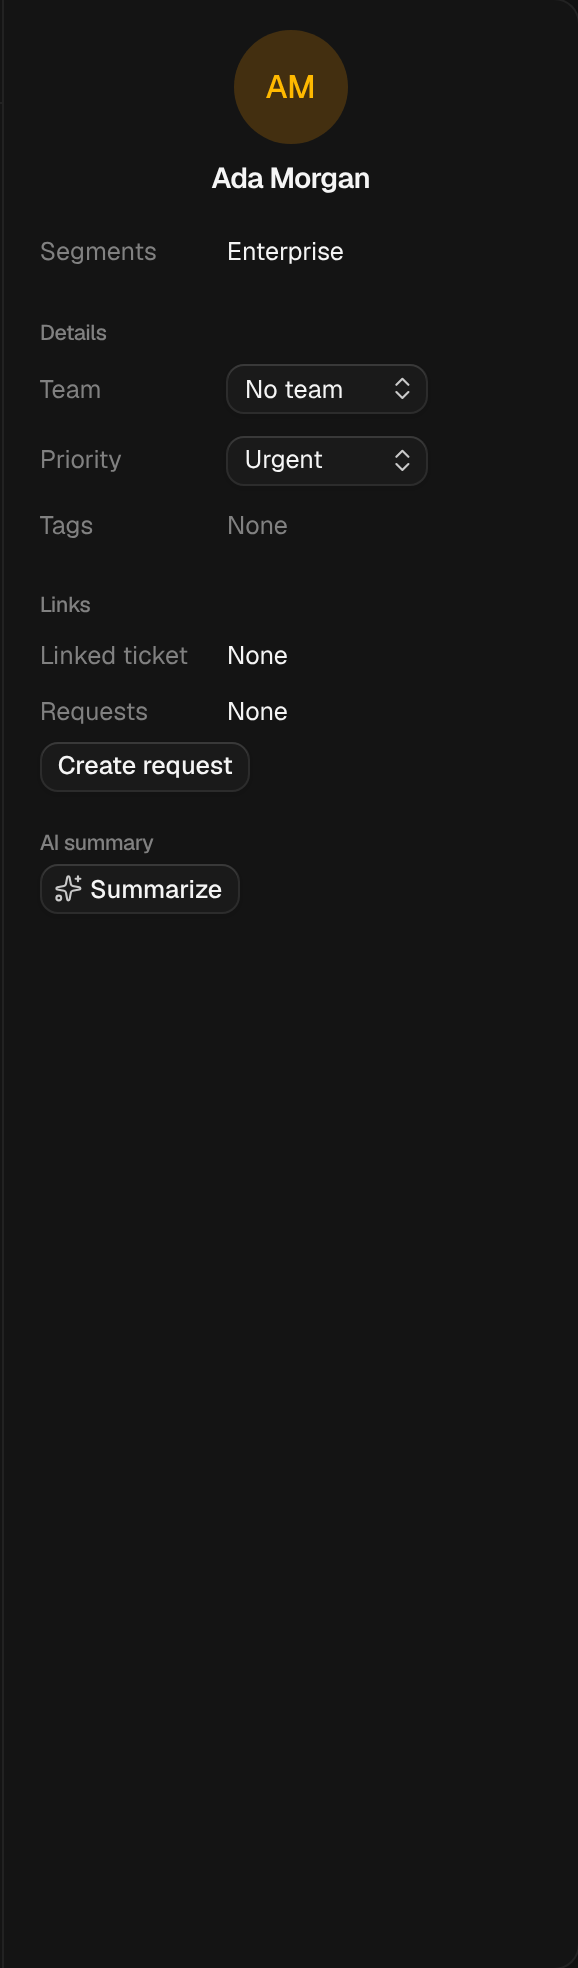 AM
Ada Morgan
Segments Enterprise
Details
Team No team
Priority Urgent
Tags None
Links
Linked ticket None
Requests None
Create request
AI summary
Summarize